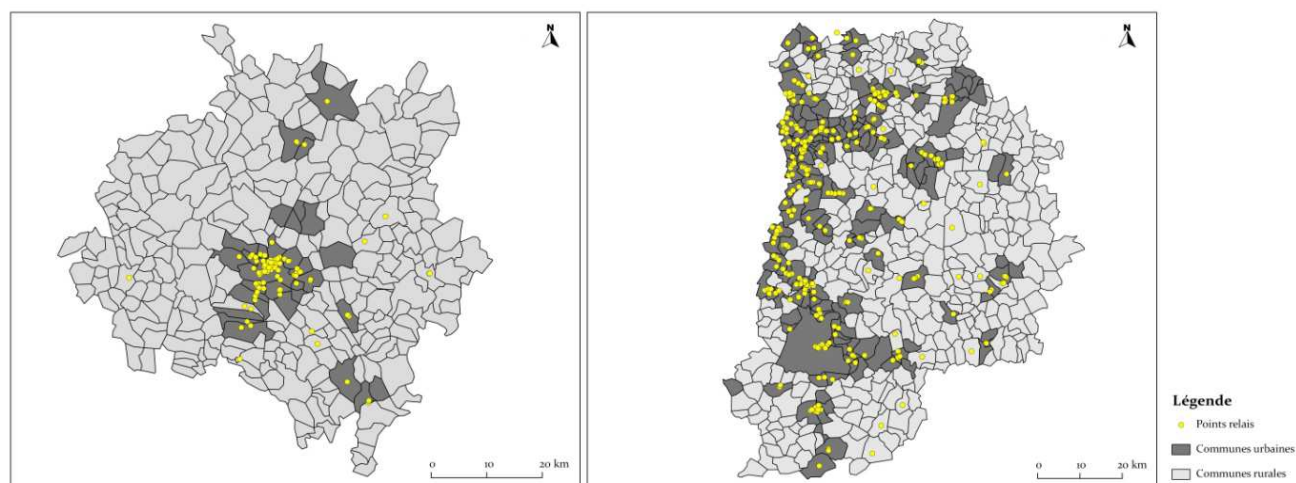 N
0 10 20 km
N
0 10 20 km
Légende
Points relais
Communes urbaines
Communes rurales